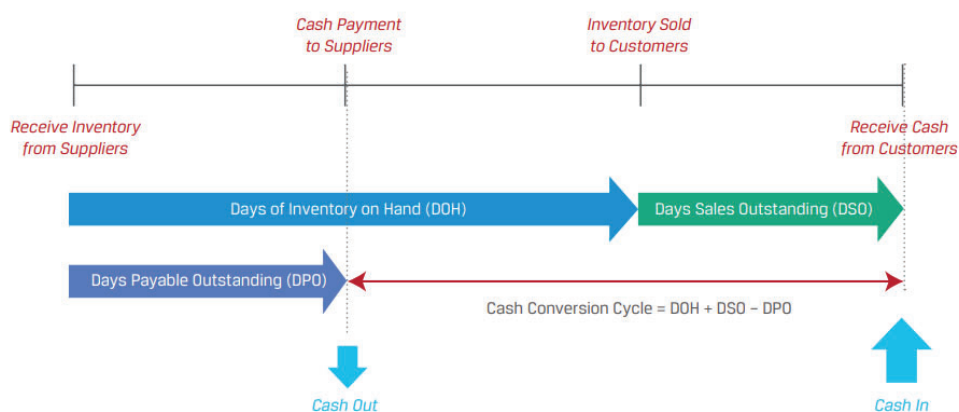 Cash Payment
to Suppliers
Inventory Sold
to Customers
Receive Inventory
from Suppliers
Receive Cash
from Customers
Days of Inventory on Hand (DOH)
Days Sales Outstanding (DSO)
Days Payable Outstanding (DPO)
Cash Conversion Cycle = DOH + DSO – DPO
Cash Out
Cash In